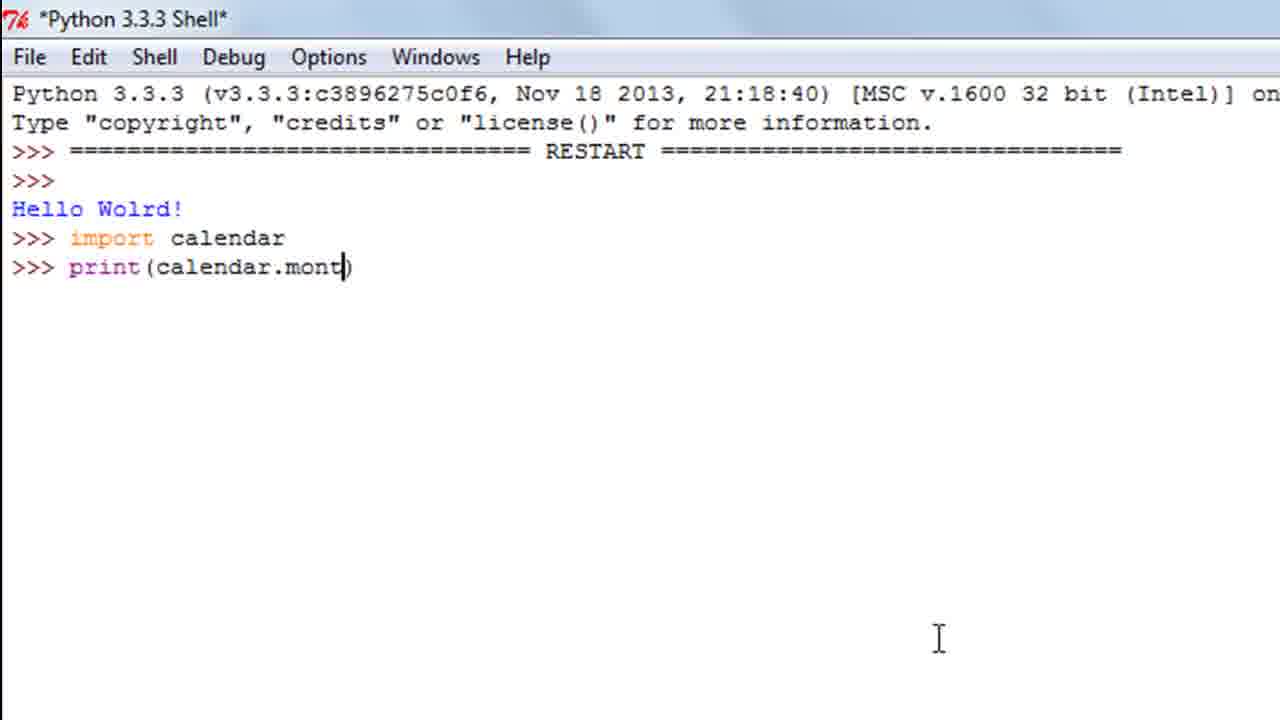 *Python 3.3.3 Shell*
File Edit Shell Debug Options Windows Help
Python 3.3.3 (v3.3.3:c3896275c0f6, Nov 18 2013, 21:18:40) [MSC v.1600 32 bit (Intel)] on
Type "copyright", "credits" or "license()" for more information.
>>> ================================ RESTART ================================
>>>
Hello Wolrd!
>>> import calendar
>>> print(calendar.mont)